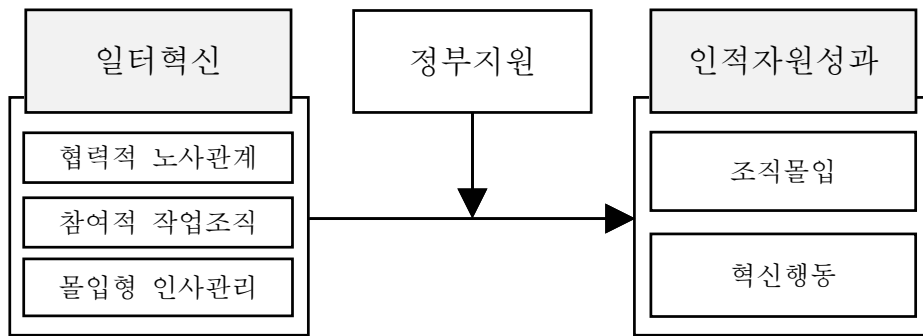 일터혁신
협력적 노사관계
참여적 작업조직
몰입형 인사관리
정부지원
인적자원성과
조직몰입
혁신행동